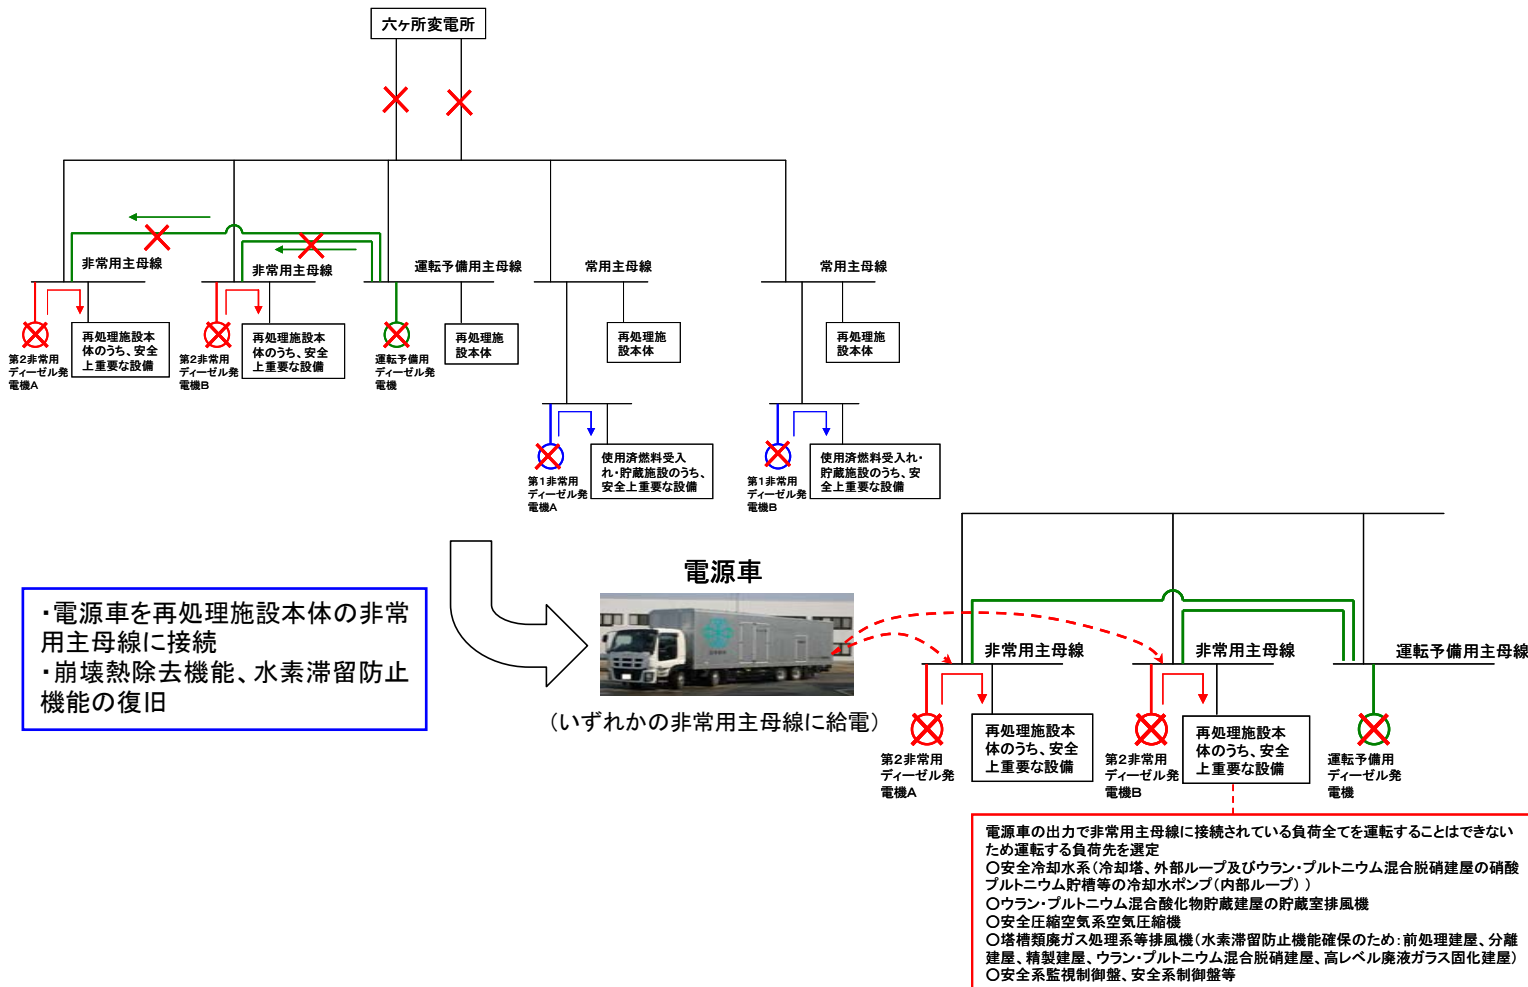 六ヶ所変電所
非常用主母線
非常用主母線
運転予備用主母線
常用主母線
常用主母線
第2非常用
ディーゼル発
電機A
再処理施設本
体のうち、安全
上重要な設備
第2非常用
ディーゼル発
電機B
再処理施設本
体のうち、安全
上重要な設備
運転予備用
ディーゼル発
電機
再処理施
設本体
再処理施
設本体
再処理施
設本体
第1非常用
ディーゼル発
電機A
使用済燃料受入
れ・貯蔵施設のうち、
安全上重要な設備
第1非常用
ディーゼル発
電機B
使用済燃料受入れ・
貯蔵施設のうち、安
全上重要な設備
・電源車を再処理施設本体の非常
用主母線に接続
・崩壊熱除去機能、水素滞留防止
機能の復旧
電源車
（いずれかの非常用主母線に給電）
非常用主母線
非常用主母線
運転予備用主母線
第2非常用
ディーゼル発
電機A
再処理施設本
体のうち、安全
上重要な設備
第2非常用
ディーゼル発
電機B
再処理施設本
体のうち、安全
上重要な設備
運転予備用
ディーゼル発
電機
電源車の出力で非常用主母線に接続されている負荷全てを運転することはできない
ため運転する負荷先を選定
○安全冷却水系（冷却塔、外部ループ及びウラン・プルトニウム混合脱硝建屋の硝酸
プルトニウム貯槽等の冷却水ポンプ（内部ループ））
○ウラン・プルトニウム混合酸化物貯蔵建屋の貯蔵室排風機
○安全圧縮空気系空気圧縮機
○塔槽類廃ガス処理系等排風機（水素滞留防止機能確保のため：前処理建屋、分離
建屋、精製建屋、ウラン・プルトニウム混合脱硝建屋、高レベル廃液ガラス固化建屋）
○安全系監視制御盤、安全系制御盤等